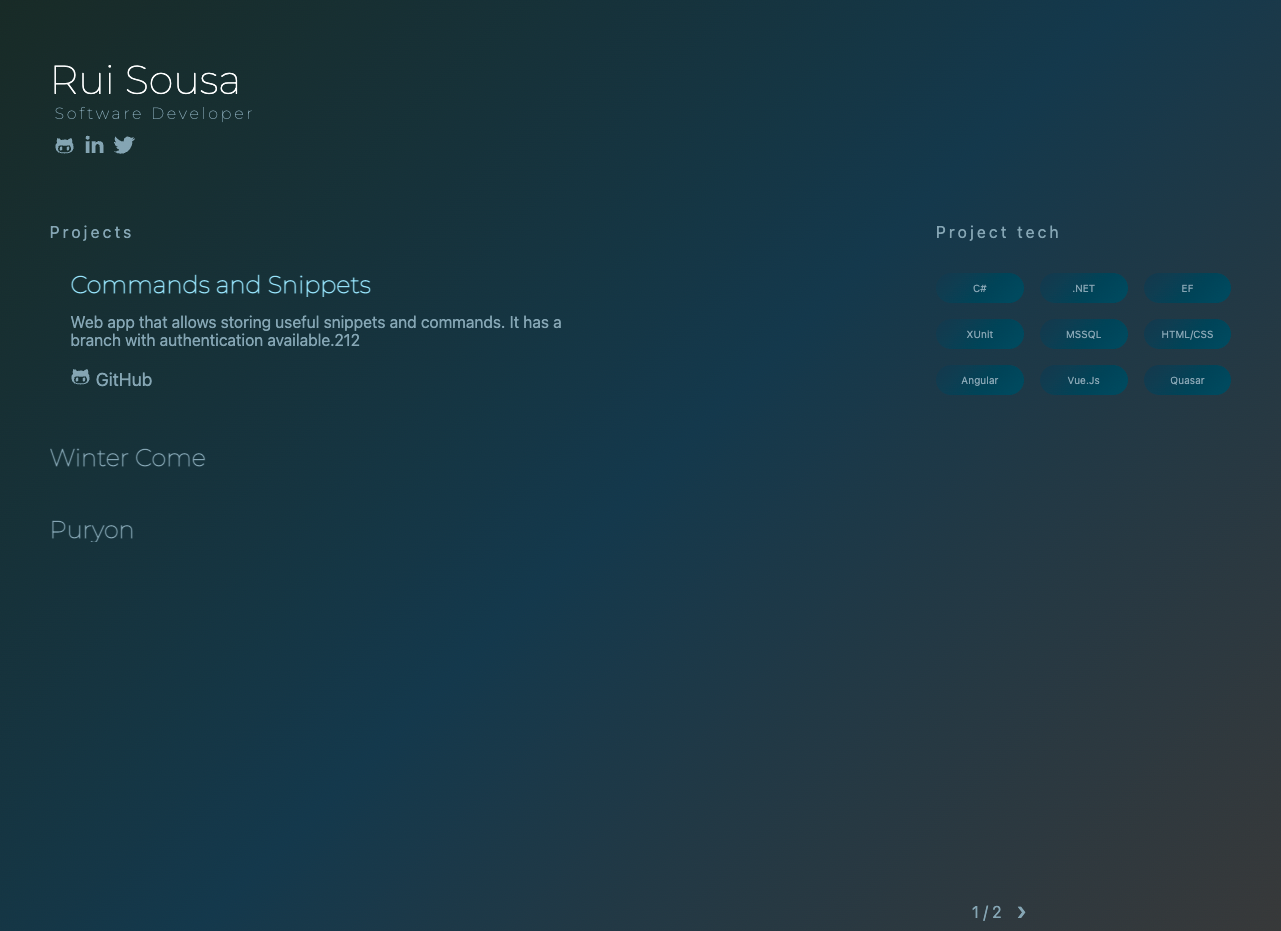 Rui Sousa
Software Developer
Projects
Commands and Snippets
Web app that allows storing useful snippets and commands. It has a
branch with authentication available.212
GitHub
Winter Come
Puryon
Project tech
C# .NET EF
XUnit MSSQL HTML/CSS
Angular Vue.Js Quasar
1/2 ›